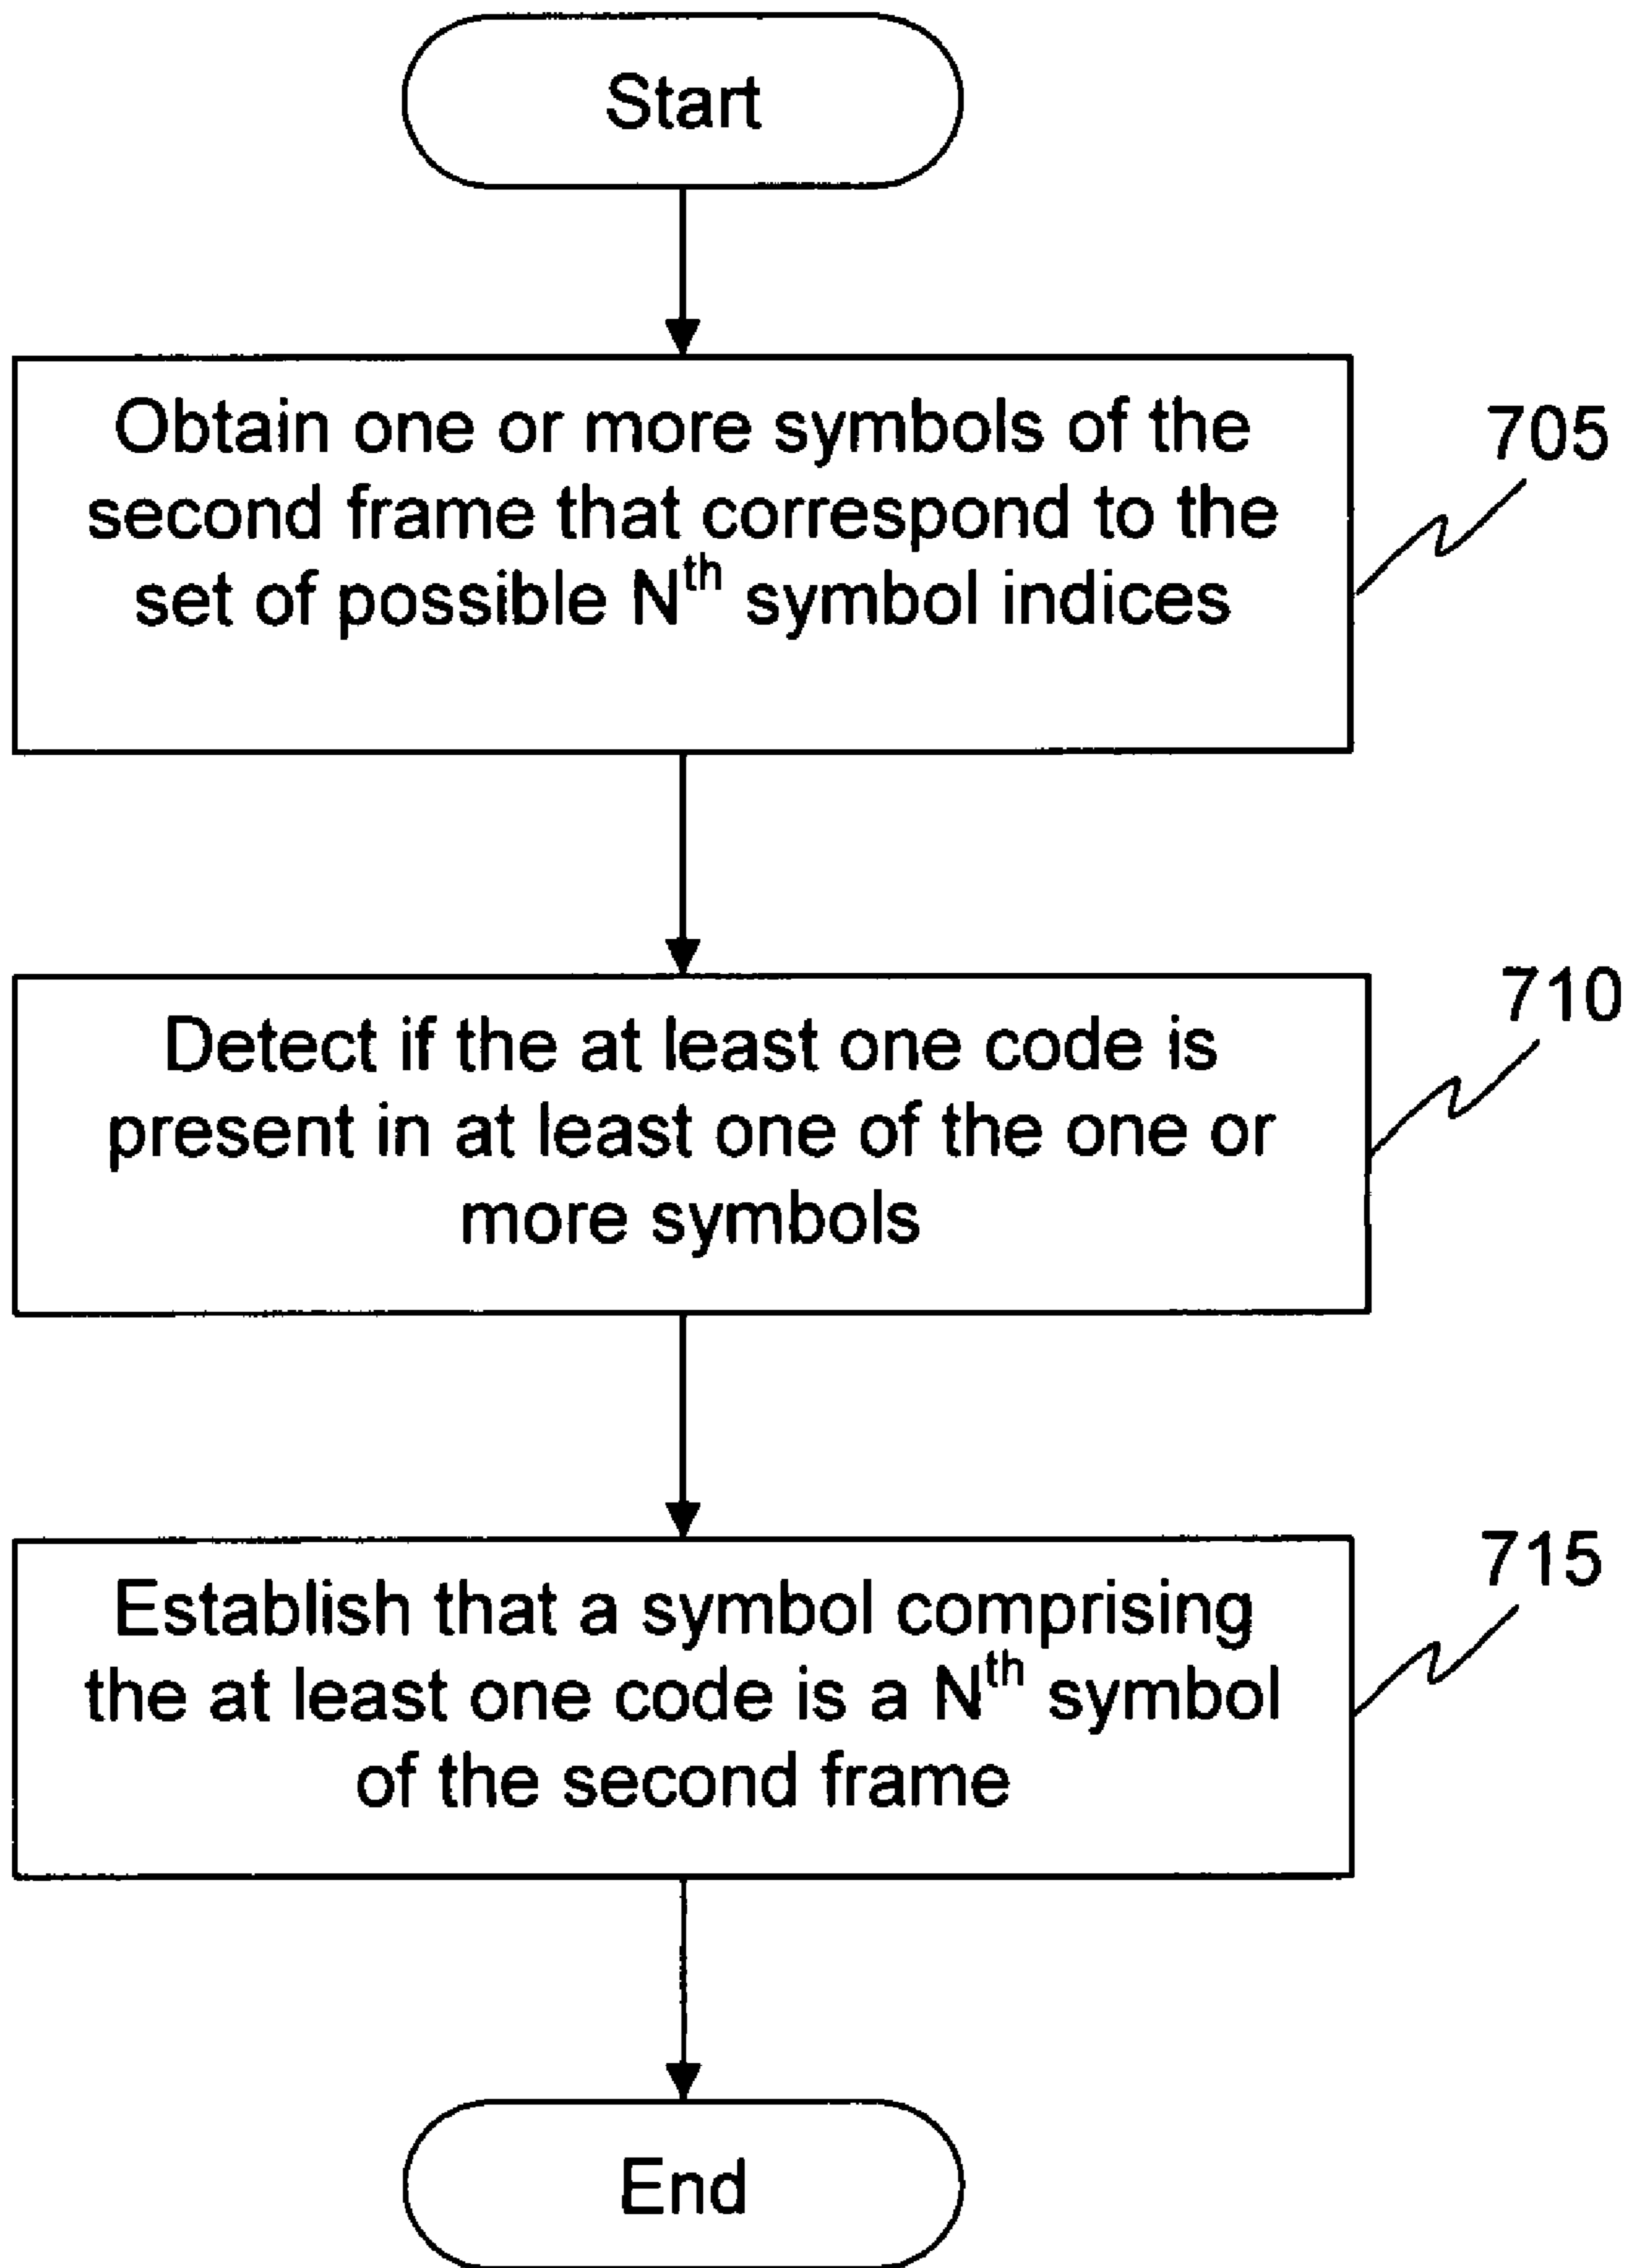 Start
Obtain one or more symbols of the
second frame that correspond to the
set of possible Nth symbol indices
705
Detect if the at least one code is
present in at least one of the one or
more symbols
710
Establish that a symbol comprising
the at least one code is a Nth symbol
of the second frame
715
End